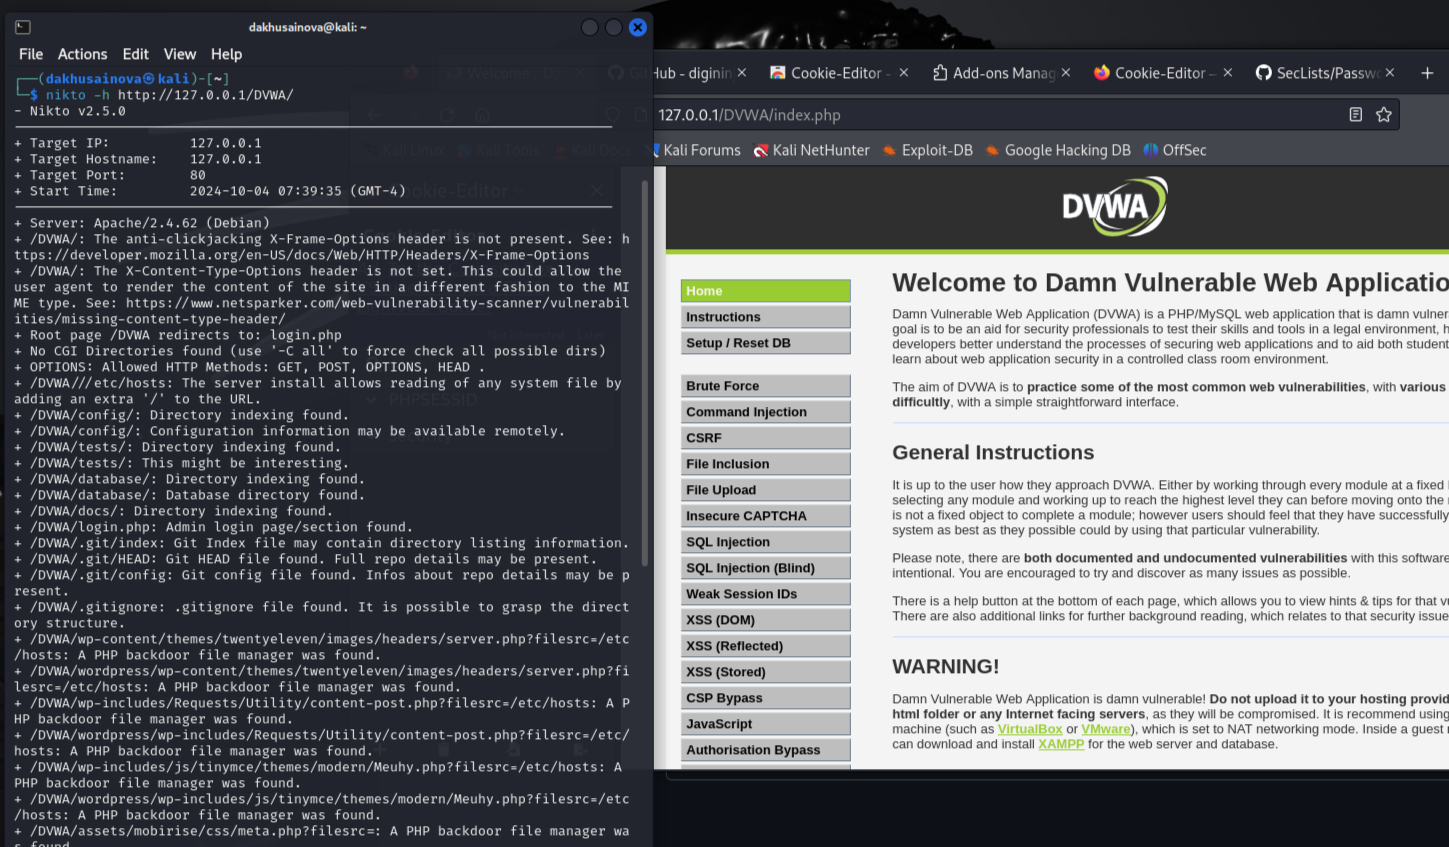 dakhusainova@kali: ~
File Actions Edit View Help
┌──(dakhusainova㉿kali)-[~]
└─$ nikto -h http://127.0.0.1/DVWA/
- Nikto v2.5.0
+ Target IP: 127.0.0.1
+ Target Hostname: 127.0.0.1
+ Target Port: 80
+ Start Time: 2024-10-04 07:39:35 (GMT-4)
+ Server: Apache/2.4.62 (Debian)
+ /DVWA/: The anti-clickjacking X-Frame-Options header is not present. See: h
ttps://developer.mozilla.org/en-US/docs/Web/HTTP/Headers/X-Frame-Options
+ /DVWA/: The X-Content-Type-Options header is not set. This could allow the
user agent to render the content of the site in a different fashion to the MI
ME type. See: https://www.netsparker.com/web-vulnerability-scanner/vulnerabil
ities/missing-content-type-header/
+ Root page /DVWA redirects to: login.php
+ No CGI Directories found (use '-C all' to force check all possible dirs)
+ OPTIONS: Allowed HTTP Methods: GET, POST, OPTIONS, HEAD .
+ /DVWA///etc/hosts: The server install allows reading of any system file by
adding an extra '/' to the URL.
+ /DVWA/config/: Directory indexing found.
+ /DVWA/config/: Configuration information may be available remotely.
+ /DVWA/tests/: Directory indexing found.
+ /DVWA/tests/: This might be interesting.
+ /DVWA/database/: Directory indexing found.
+ /DVWA/database/: Database directory found.
+ /DVWA/docs/: Directory indexing found.
+ /DVWA/login.php: Admin login page/section found.
+ /DVWA/.git/index: Git Index file may contain directory listing information.
+ /DVWA/.git/HEAD: Git HEAD file found. Full repo details may be present.
+ /DVWA/.git/config: Git config file found. Infos about repo details may be p
resent.
+ /DVWA/.gitignore: .gitignore file found. It is possible to grasp the direct
ory structure.
+ /DVWA/wp-content/themes/twentyeleven/images/headers/server.php?filesrc=/etc
/hosts: A PHP backdoor file manager was found.
+ /DVWA/wordpress/wp-content/themes/twentyeleven/images/headers/server.php?fi
lesrc=/etc/hosts: A PHP backdoor file manager was found.
+ /DVWA/wp-includes/Requests/Utility/content-post.php?filesrc=/etc/hosts: A P
HP backdoor file manager was found.
+ /DVWA/wordpress/wp-includes/Requests/Utility/content-post.php?filesrc=/etc/
hosts: A PHP backdoor file manager was found.
+ /DVWA/wp-includes/js/tinymce/themes/modern/Meuhy.php?filesrc=/etc/hosts: A
PHP backdoor file manager was found.
+ /DVWA/wordpress/wp-includes/js/tinymce/themes/modern/Meuhy.php?filesrc=/etc
/hosts: A PHP backdoor file manager was found.
+ /DVWA/assets/mobirise/css/meta.php?filesrc=: A PHP backdoor file manager wa
s found
Hub - diginin
Cookie-Editor -
Add-ons Manag
Cookie-Editor –
SecLists/Passwo
127.0.0.1/DVWA/index.php
Kali Forums
Kali NetHunter
Exploit-DB
Google Hacking DB
OffSec
DVWA
Home
Instructions
Setup / Reset DB
Brute Force
Command Injection
CSRF
File Inclusion
File Upload
Insecure CAPTCHA
SQL Injection
SQL Injection (Blind)
Weak Session IDs
XSS (DOM)
XSS (Reflected)
XSS (Stored)
CSP Bypass
JavaScript
Authorisation Bypass
Welcome to Damn Vulnerable Web Applicatio
Damn Vulnerable Web Application (DVWA) is a PHP/MySQL web application that is damn vulner
goal is to be an aid for security professionals to test their skills and tools in a legal environment, h
developers better understand the processes of securing web applications and to aid both student
learn about web application security in a controlled class room environment.
The aim of DVWA is to practice some of the most common web vulnerabilities, with various
difficultly, with a simple straightforward interface.
General Instructions
It is up to the user how they approach DVWA. Either by working through every module at a fixed
selecting any module and working up to reach the highest level they can before moving onto the
is not a fixed object to complete a module; however users should feel that they have successfully
system as best as they possible could by using that particular vulnerability.
Please note, there are both documented and undocumented vulnerabilities with this software
intentional. You are encouraged to try and discover as many issues as possible.
There is a help button at the bottom of each page, which allows you to view hints & tips for that vu
There are also additional links for further background reading, which relates to that security issue
WARNING!
Damn Vulnerable Web Application is damn vulnerable! Do not upload it to your hosting provid
html folder or any Internet facing servers, as they will be compromised. It is recommend using
machine (such as VirtualBox or VMware), which is set to NAT networking mode. Inside a guest
can download and install XAMPP for the web server and database.